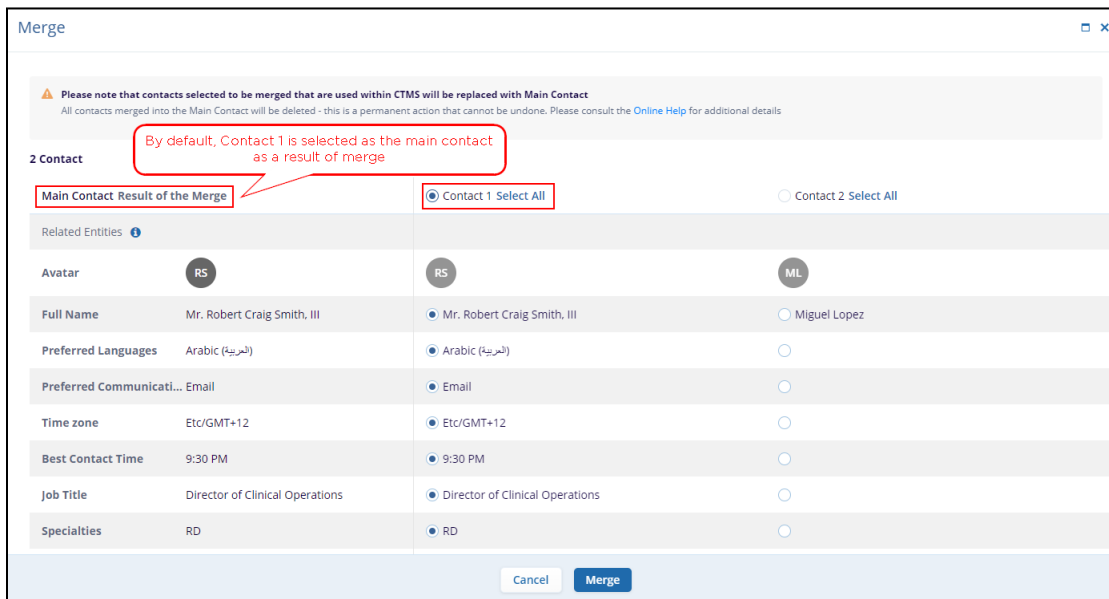 Merge
Please note that contacts selected to be merged that are used within CTMS will be replaced with Main Contact
All contacts merged into the Main Contact will be deleted - this is a permanent action that cannot be undone. Please consult the Online Help for additional details
By default, Contact 1 is selected as the main contact
as a result of merge
2 Contact
Main Contact Result of the Merge Contact 1 Select All Contact 2 Select All
Related Entities
Avatar RS RS ML
Full Name Mr. Robert Craig Smith, III Mr. Robert Craig Smith, III Miguel Lopez
Preferred Languages Arabic (العربية) Arabic (العربية)
Preferred Communicati... Email Email
Time zone Etc/GMT+12 Etc/GMT+12
Best Contact Time 9:30 PM 9:30 PM
Job Title Director of Clinical Operations Director of Clinical Operations
Specialties RD RD
Cancel Merge